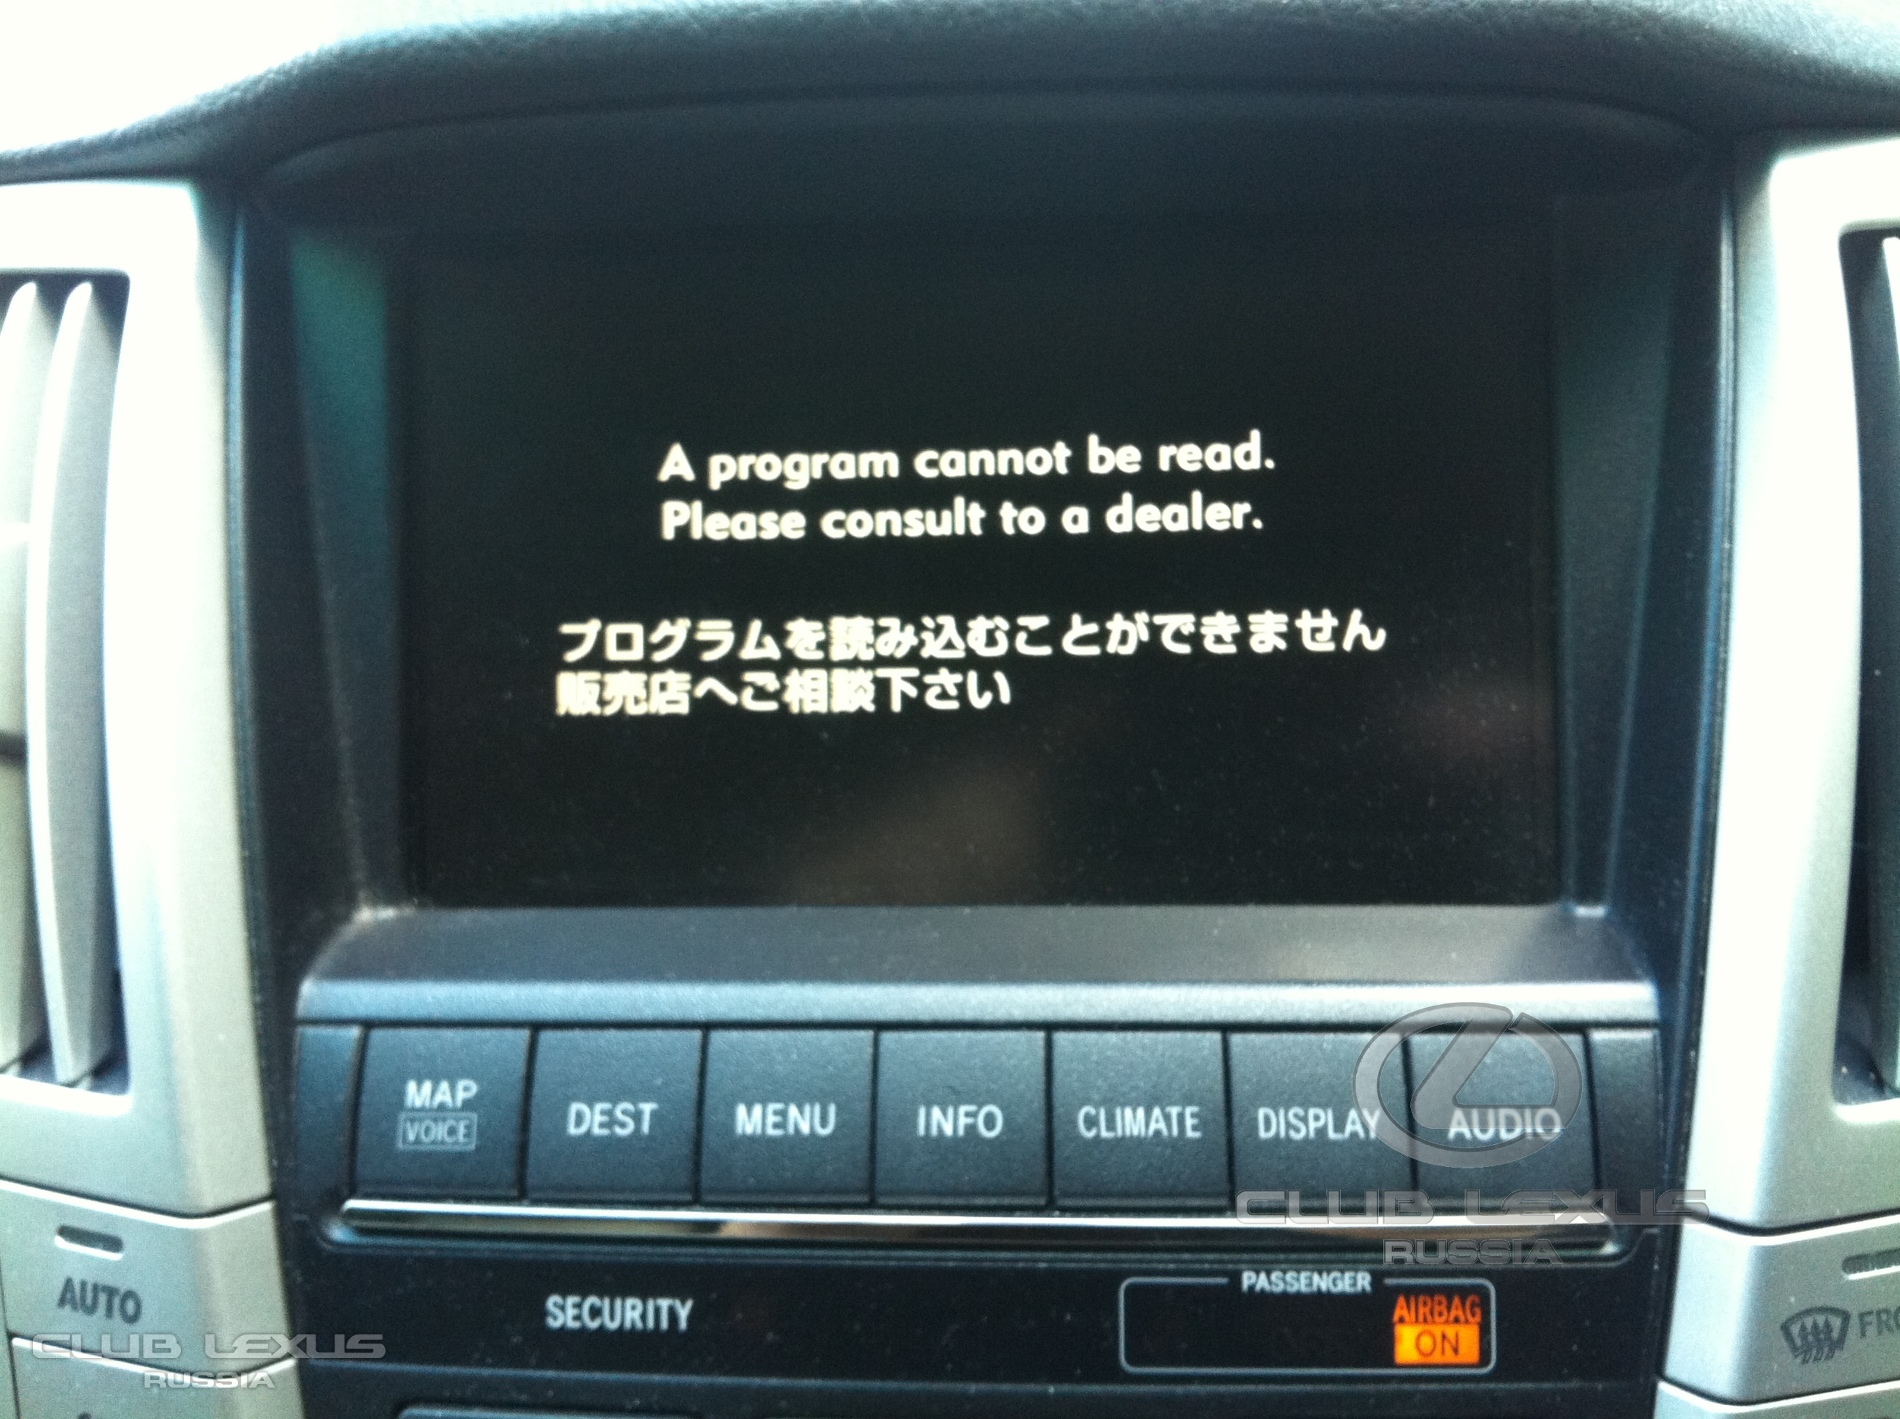 A program cannot be read.
Please consult to a dealer.
プログラムを読み込むことができません
販売店へご相談下さい
MAP
VOICE
DEST
MENU
INFO
CLIMATE
DISPLAY
AUDIO
CLUB LEXUS
RUSSIA
PASSENGER
AUTO
SECURITY
AIRBAG
ON
CLUB LEXUS
RUSSIA